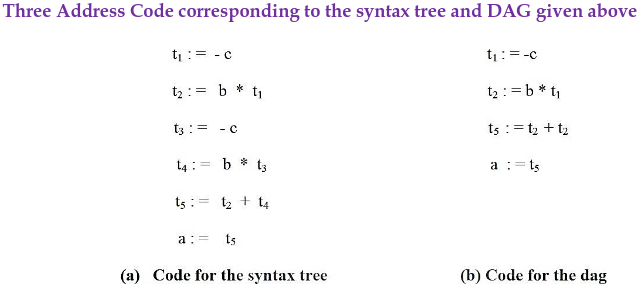 Three Address Code corresponding to the syntax tree and DAG given above
t₁ := - c
t₂ := b * t₁
t₃ := - c
t₄ := b * t₃
t₅ := t₂ + t₄
a := t₅
(a) Code for the syntax tree
t₁ := -c
t₂ := b * t₁
t₅ := t₂ + t₂
a := t₅
(b) Code for the dag